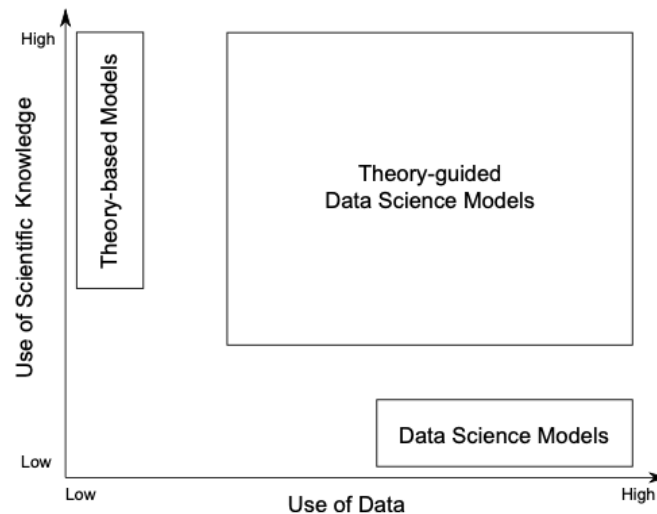 High
Use of Scientific Knowledge
Theory-based Models
Theory-guided
Data Science Models
Data Science Models
Low
Low
High
Use of Data